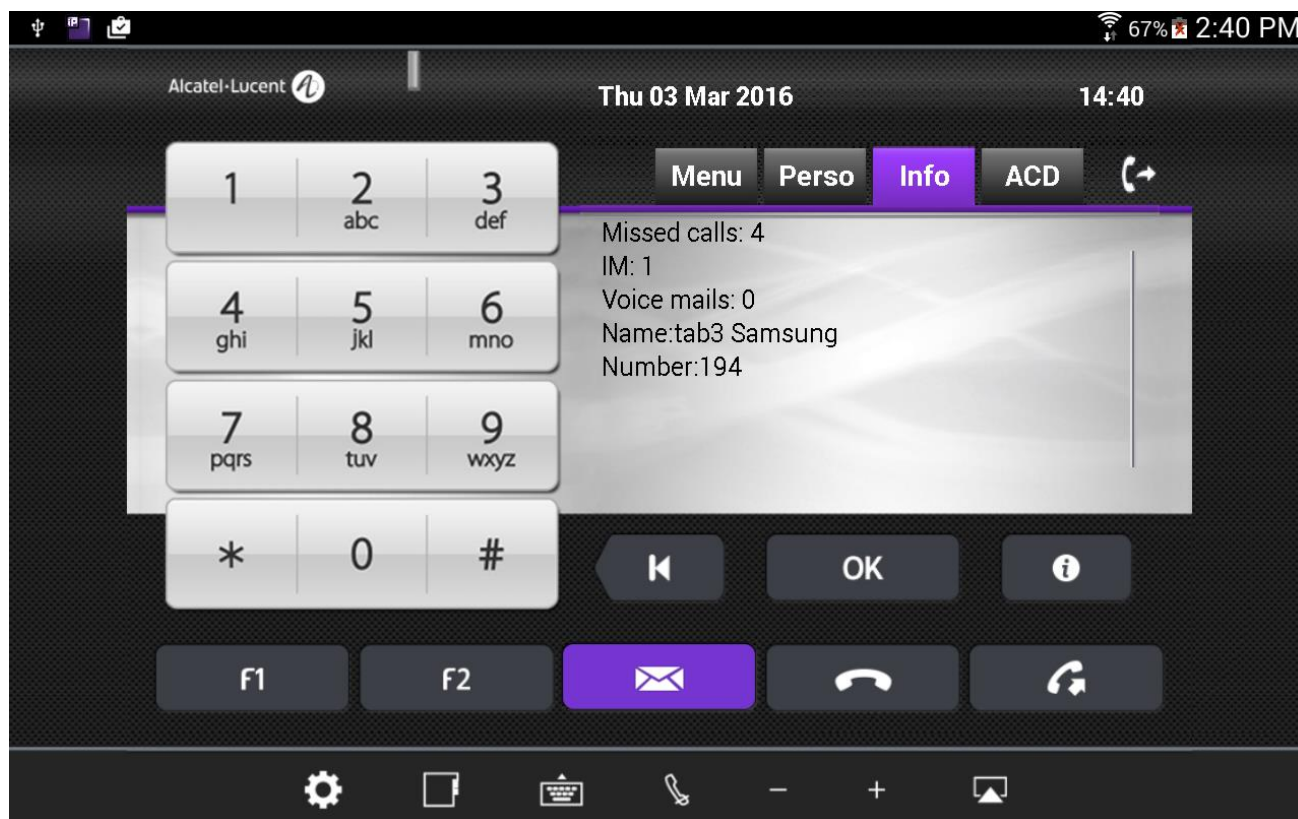 67% 2:40 PM
Alcatel·Lucent
Thu 03 Mar 2016 14:40
Menu Perso Info ACD
1 2 abc 3 def
4 ghi 5 jkl 6 mno
7 pqrs 8 tuv 9 wxyz
* 0 #
Missed calls: 4
IM: 1
Voice mails: 0
Name:tab3 Samsung
Number:194
OK
F1 F2
- +